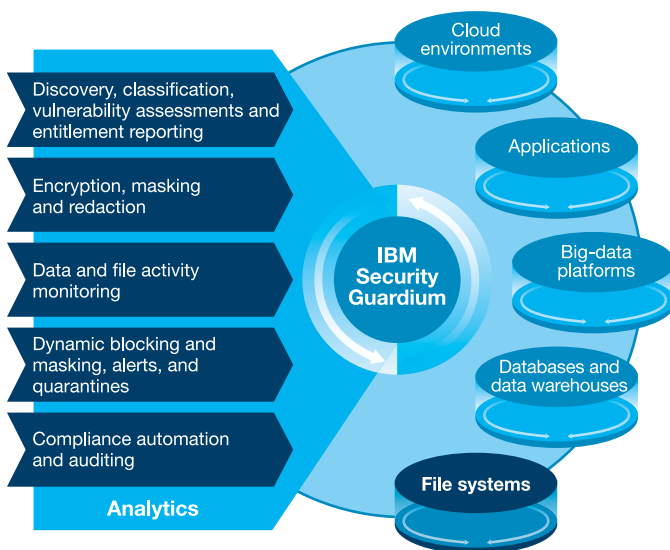 Discovery, classification,
vulnerability assessments and
entitlement reporting
Encryption, masking
and redaction
Data and file activity
monitoring
Dynamic blocking and
masking, alerts, and
quarantines
Compliance automation
and auditing
Analytics
IBM
Security
Guardium
Cloud
environments
Applications
Big-data
platforms
Databases and
data warehouses
File systems